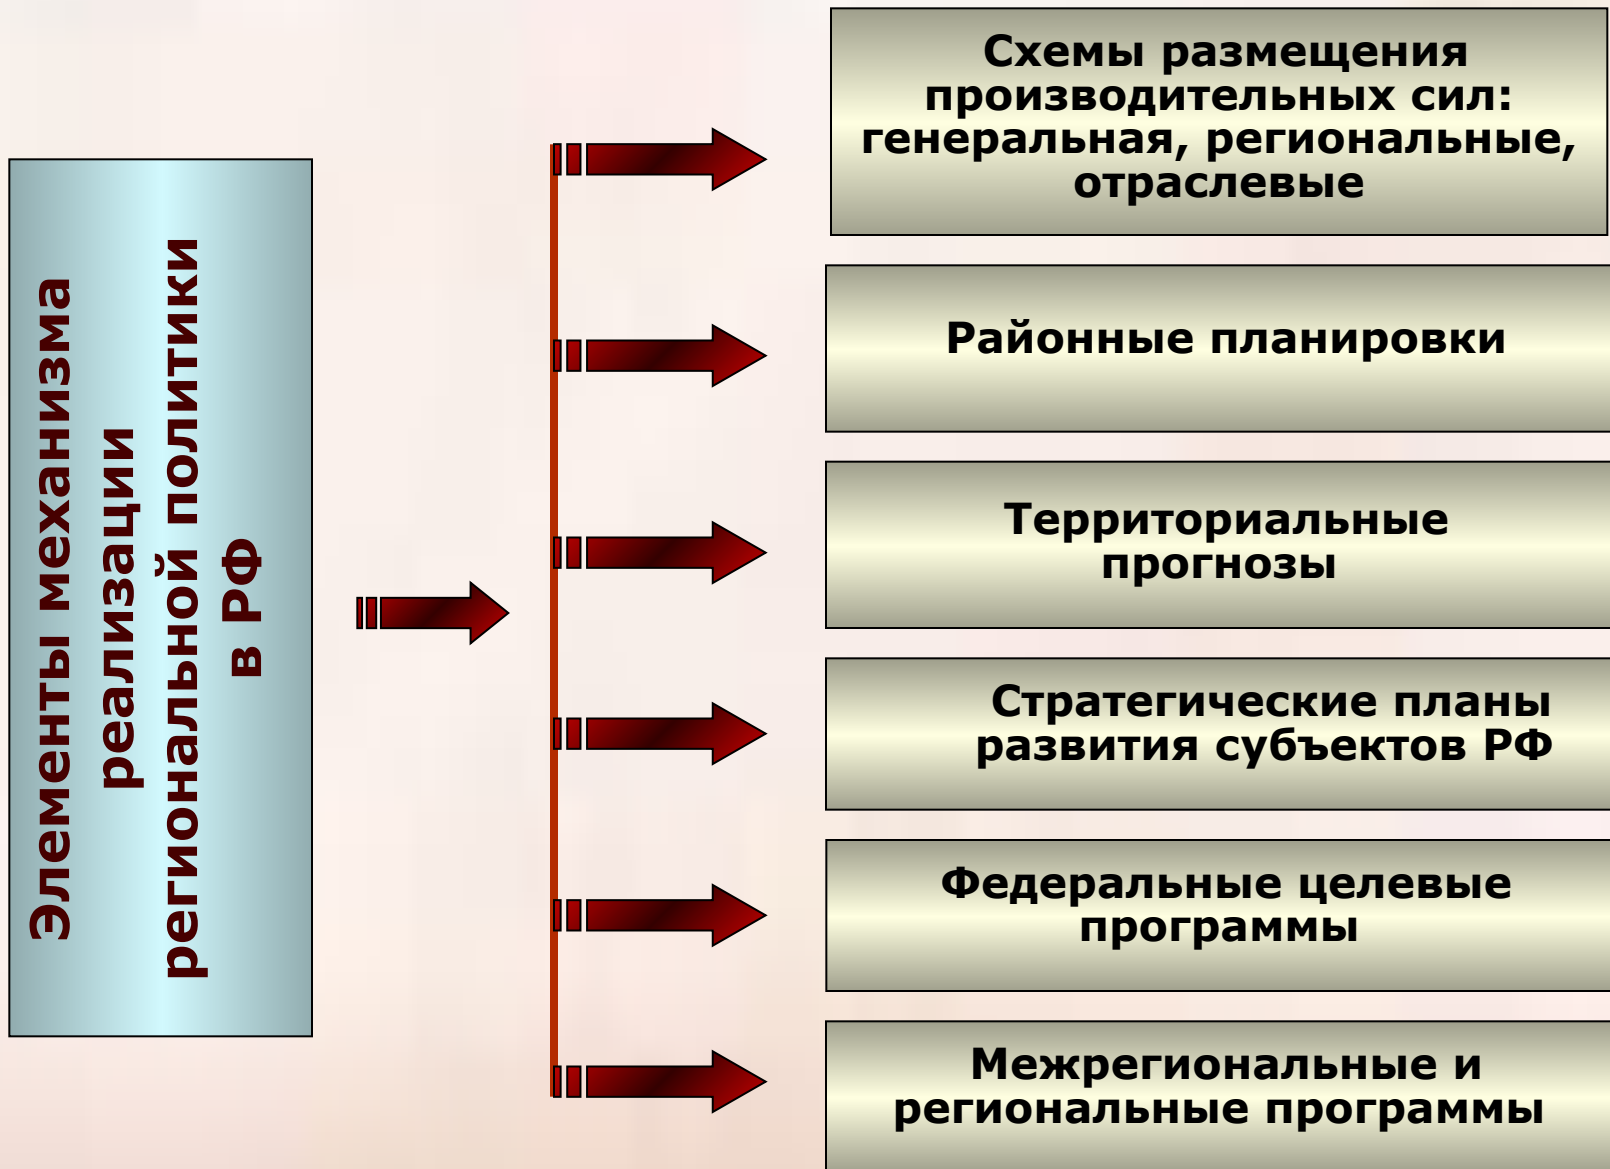 Элементы механизма
реализации
региональной политики
в РФ
Схемы размещения
производительных сил:
генеральная, региональные,
отраслевые
Районные планировки
Территориальные
прогнозы
Стратегические планы
развития субъектов РФ
Федеральные целевые
программы
Межрегиональные и
региональные программы